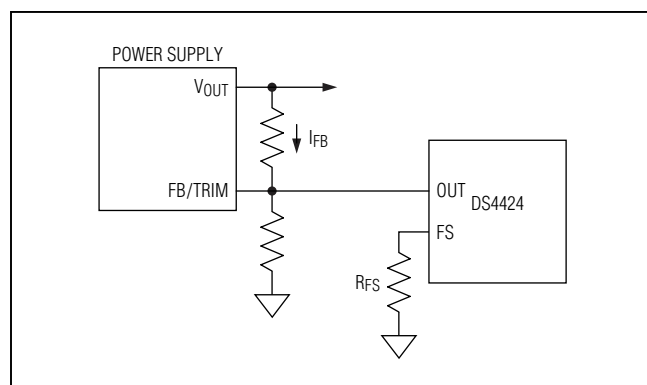 POWER SUPPLY
VOUT
IFB
FB/TRIM
OUT
DS4424
FS
RFS